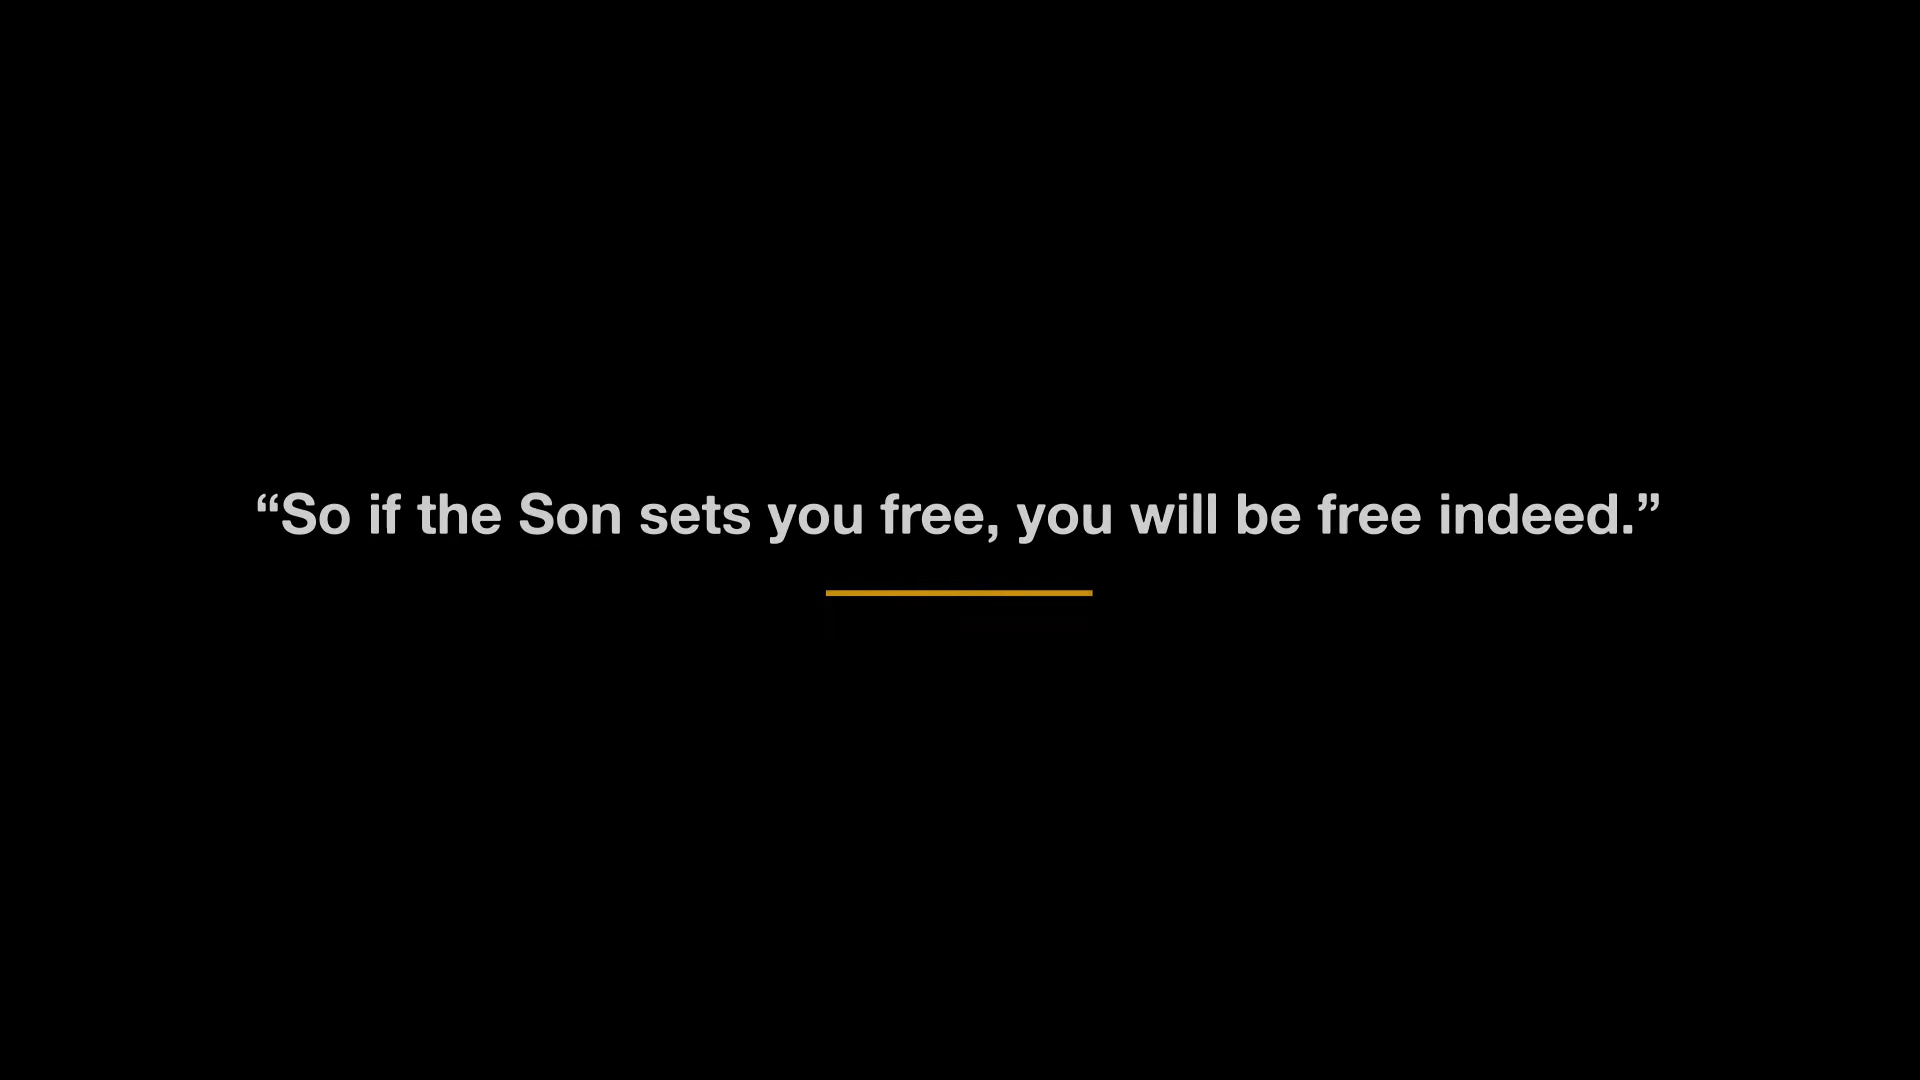 “So if the Son sets you free, you will be free indeed.”